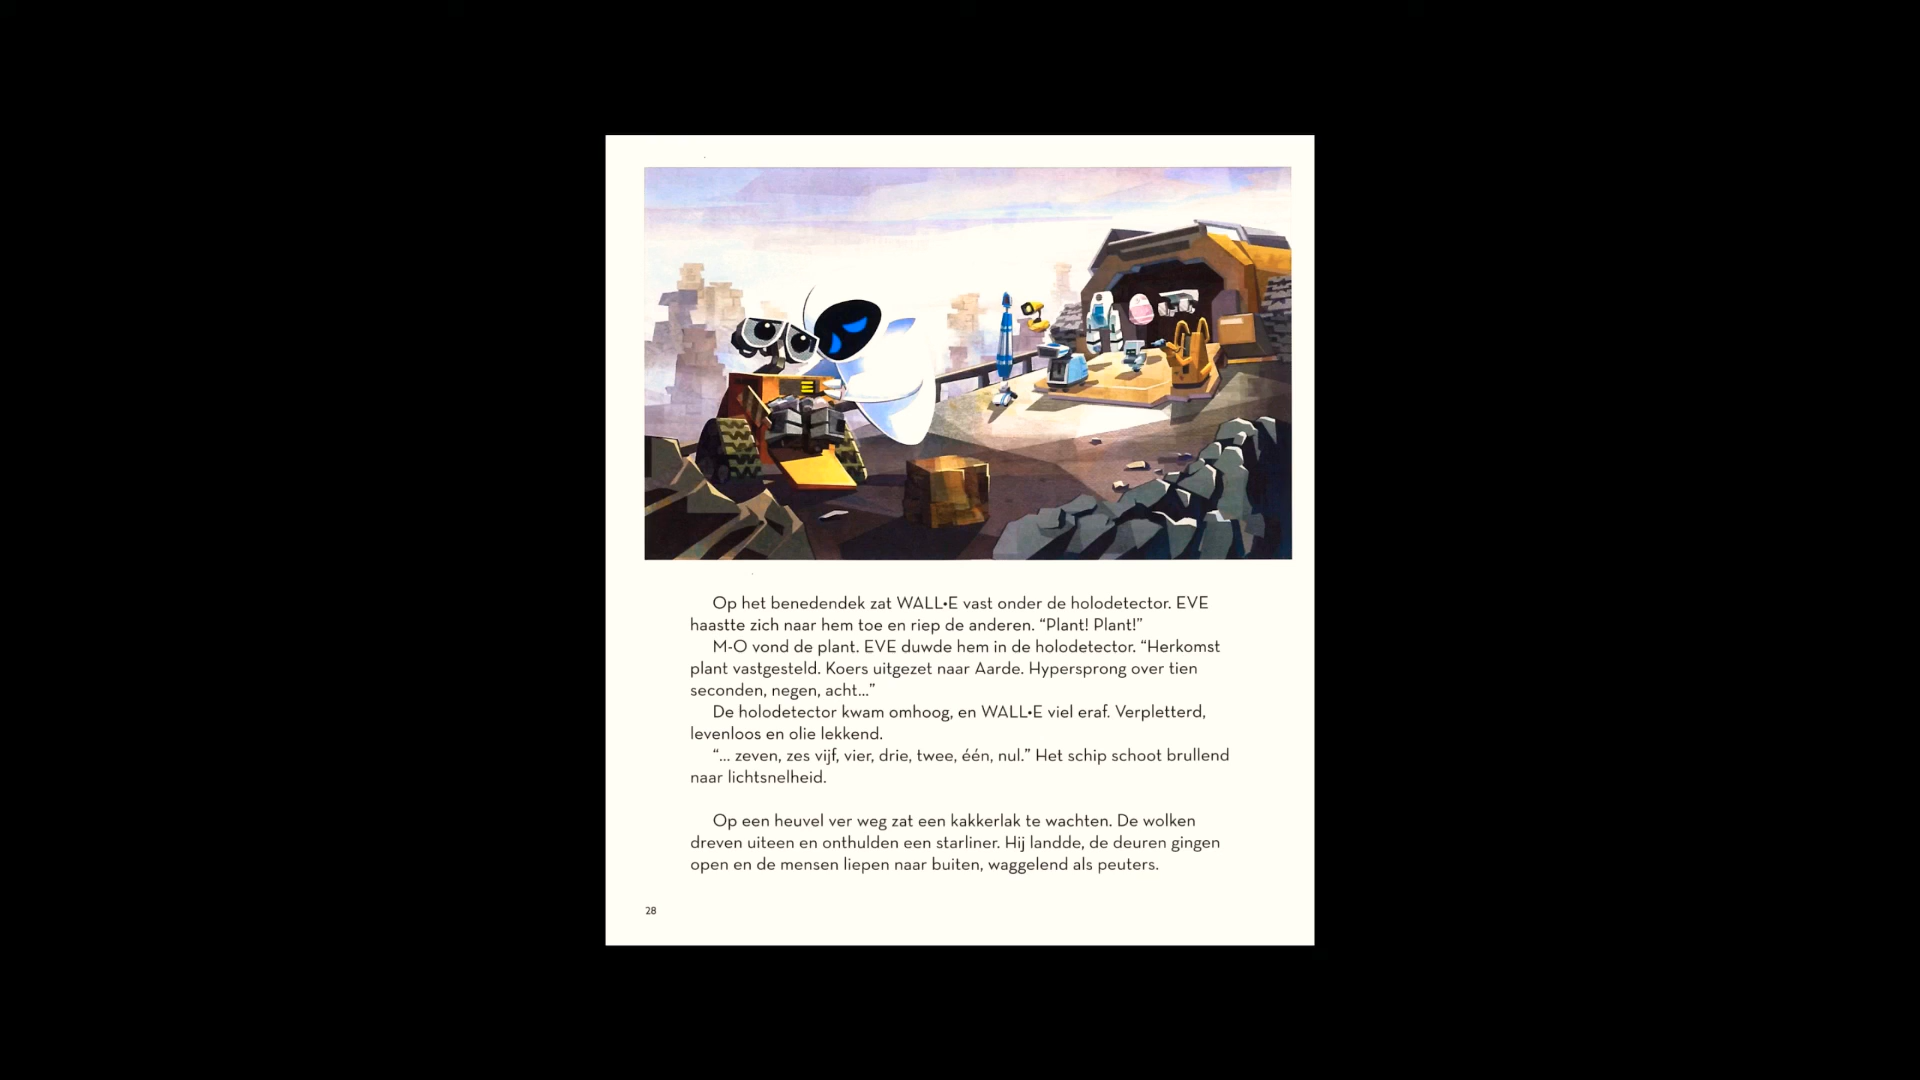 Op het benedendek zat WALL•E vast onder de holodetector. EVE
haastte zich naar hem toe en riep de anderen. “Plant! Plant!”
M-O vond de plant. EVE duwde hem in de holodetector. “Herkomst
plant vastgesteld. Koers uitgezet naar Aarde. Hypersprong over tien
seconden, negen, acht...”
De holodetector kwam omhoog, en WALL•E viel eraf. Verpletterd,
levenloos en olie lekkend.
“... zeven, zes vijf, vier, drie, twee, één, nul.” Het schip schoot brullend
naar lichtsnelheid.
Op een heuvel ver weg zat een kakkerlak te wachten. De wolken
dreven uiteen en onthulden een starliner. Hij landde, de deuren gingen
open en de mensen liepen naar buiten, waggelend als peuters.
28